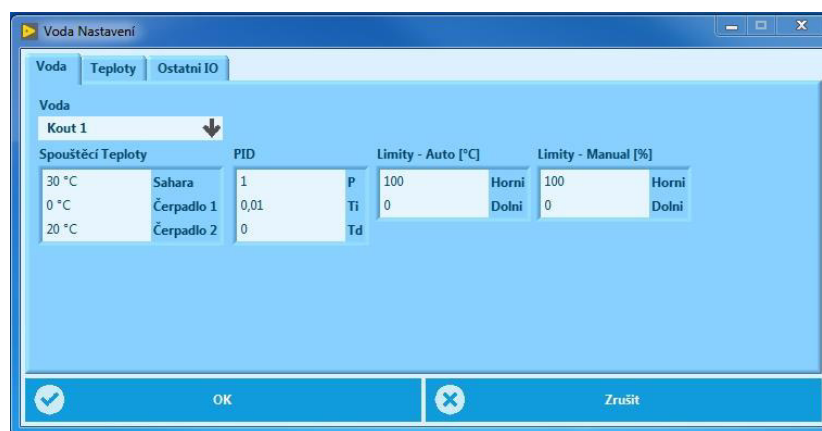 Voda Nastavení
Voda Teploty Ostatni IO
Voda
Kout 1
Spouštěcí Teploty PID Limity - Auto [°C] Limity - Manual [%]
30 °C Sahara 1 P 100 Horni 100 Horni
0 °C Čerpadlo 1 0,01 Ti 0 Dolni 0 Dolni
20 °C Čerpadlo 2 0 Td
OK Zrušit